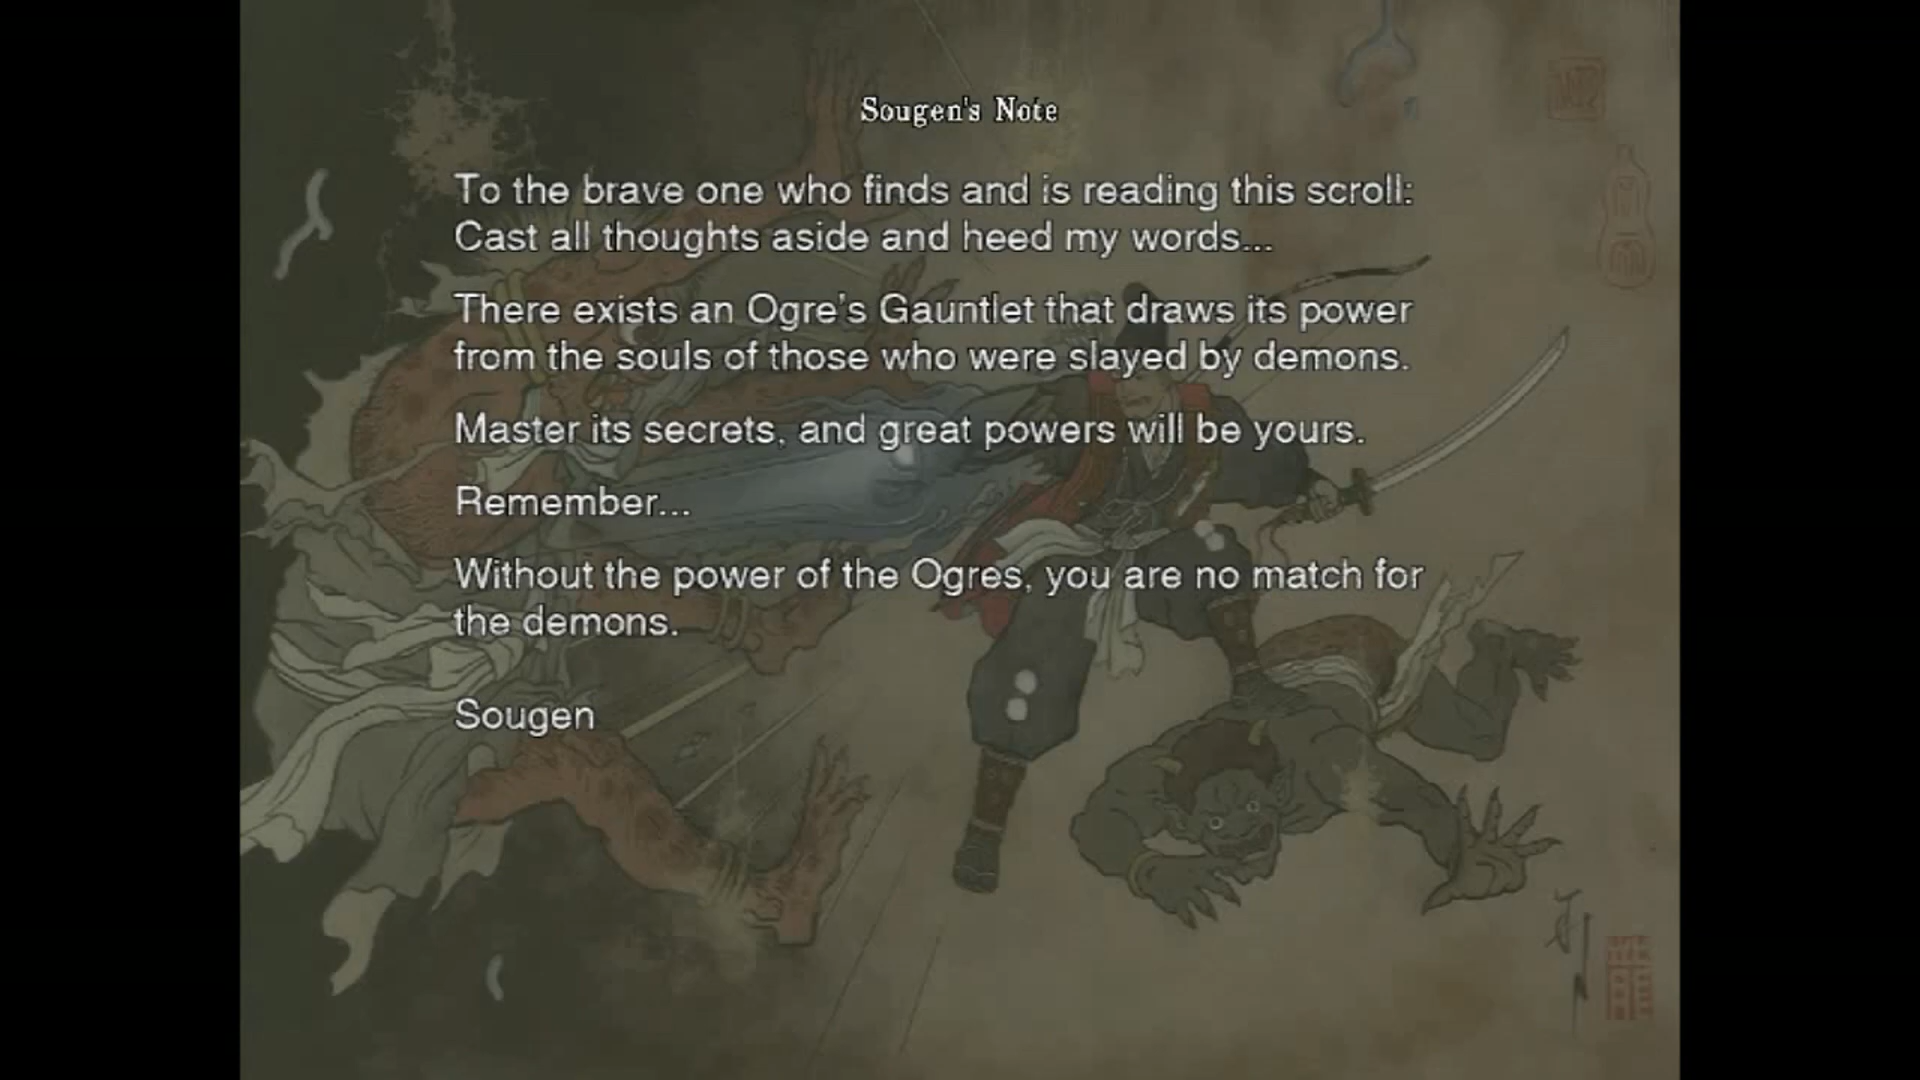 Sougen's Note
To the brave one who finds and is reading this scroll:
Cast all thoughts aside and heed my words...
There exists an Ogre's Gauntlet that draws its power
from the souls of those who were slayed by demons.
Master its secrets, and great powers will be yours.
Remember...
Without the power of the Ogres, you are no match for
the demons.
Sougen